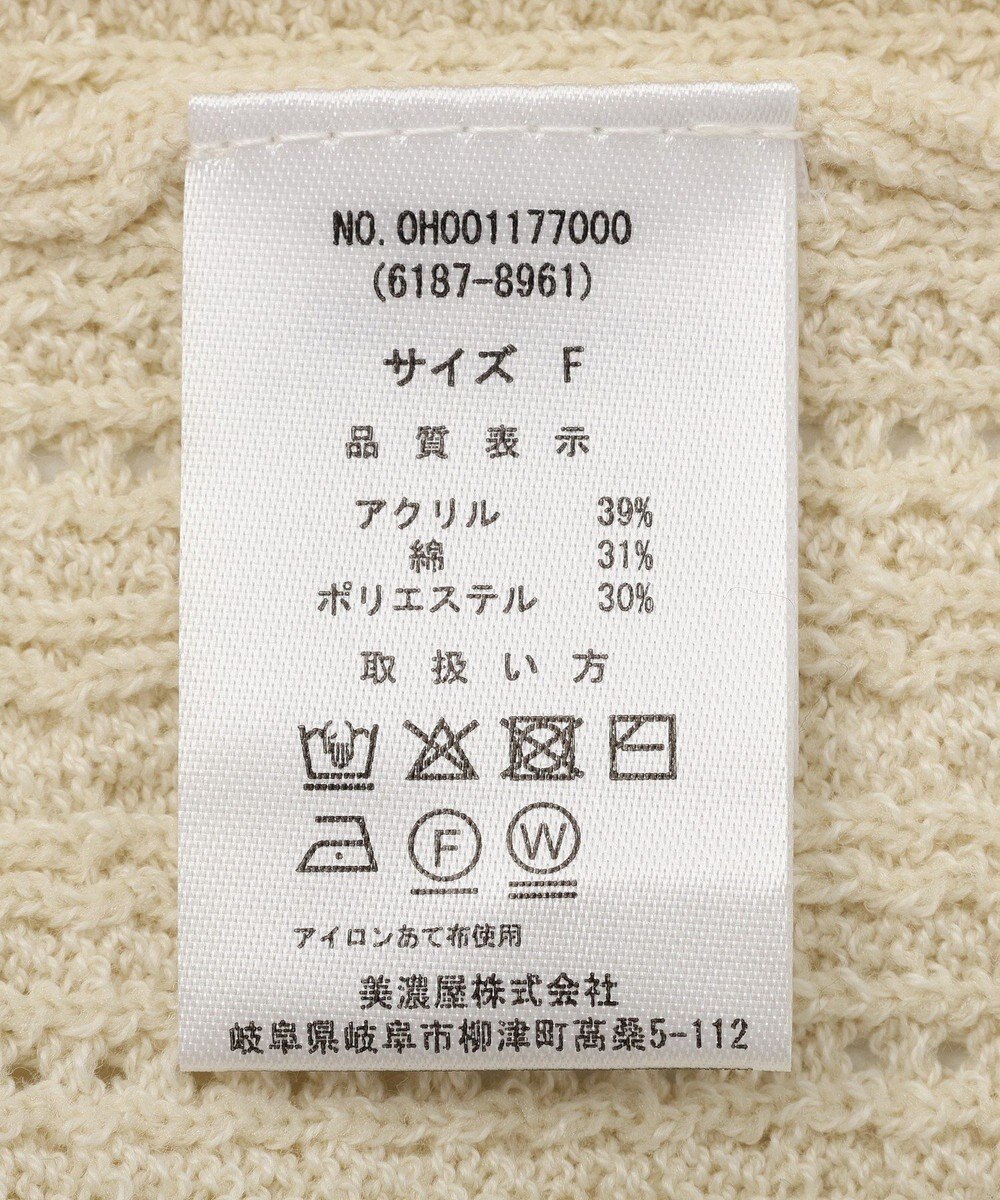 NO. 0H001177000
(6187-8961)
サイズ F
品質表示
アクリル 39%
綿 31%
ポリエステル 30%
取扱い方
F W
アイロンあて布使用
美濃屋株式会社
岐阜県岐阜市柳津町高桑5-112